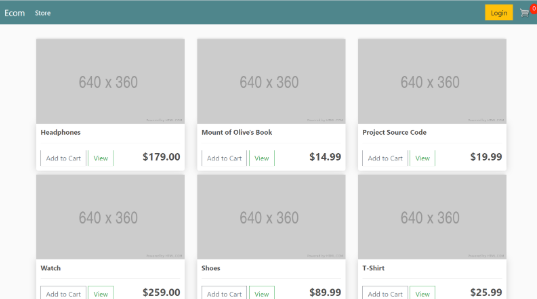 Ecom Store Login 0
640 x 360 640 x 360 640 x 360
Headphones Mount of Olive's Book Project Source Code
Add to Cart View $179.00 Add to Cart View $14.99 Add to Cart View $19.99
640 x 360 640 x 360 640 x 360
Watch Shoes T-Shirt
Add to Cart View $259.00 Add to Cart View $89.99 Add to Cart View $25.99